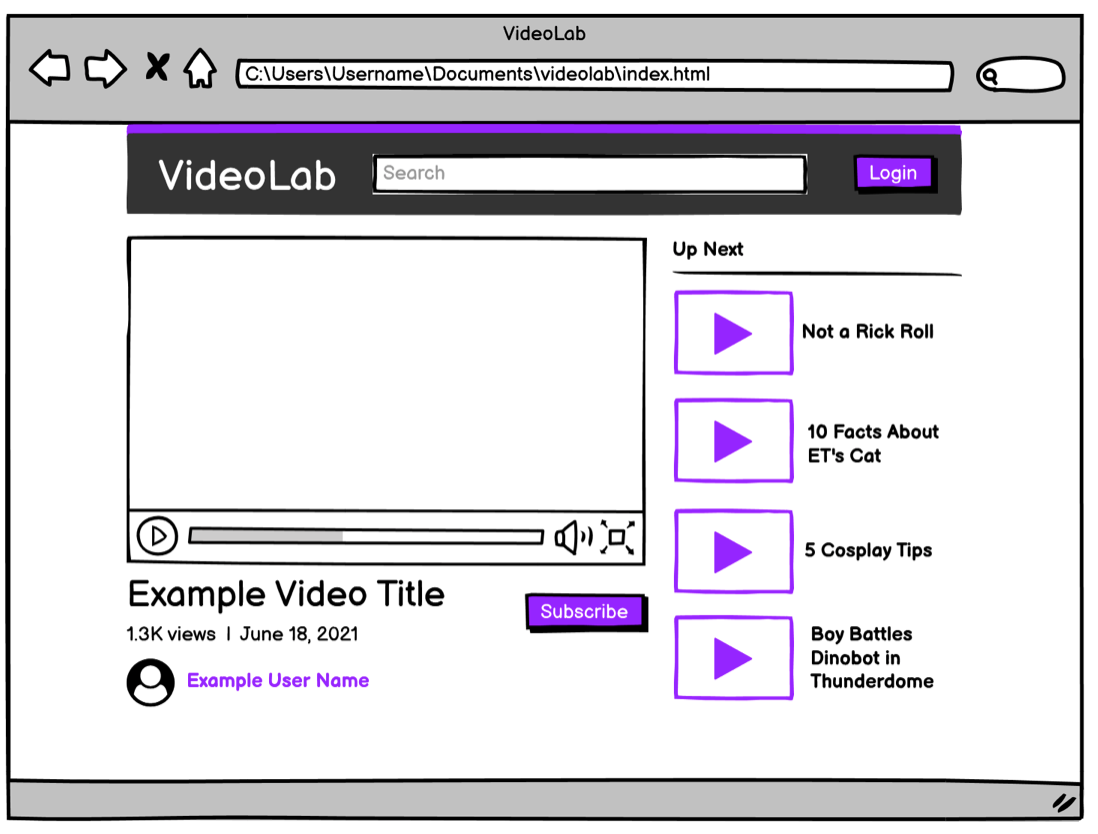 VideoLab
C:\Users\Username\Documents\videolab\index.html
VideoLab
Search
Login
Example Video Title
1.3K views | June 18, 2021
Subscribe
Example User Name
Up Next
Not a Rick Roll
10 Facts About
ET's Cat
5 Cosplay Tips
Boy Battles
Dinobot in
Thunderdome